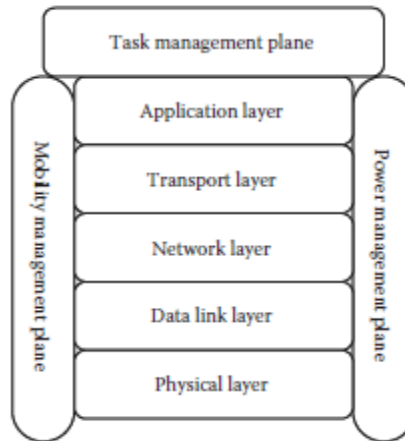 Task management plane
Mobility management plane
Application layer
Transport layer
Network layer
Data link layer
Physical layer
Power management plane